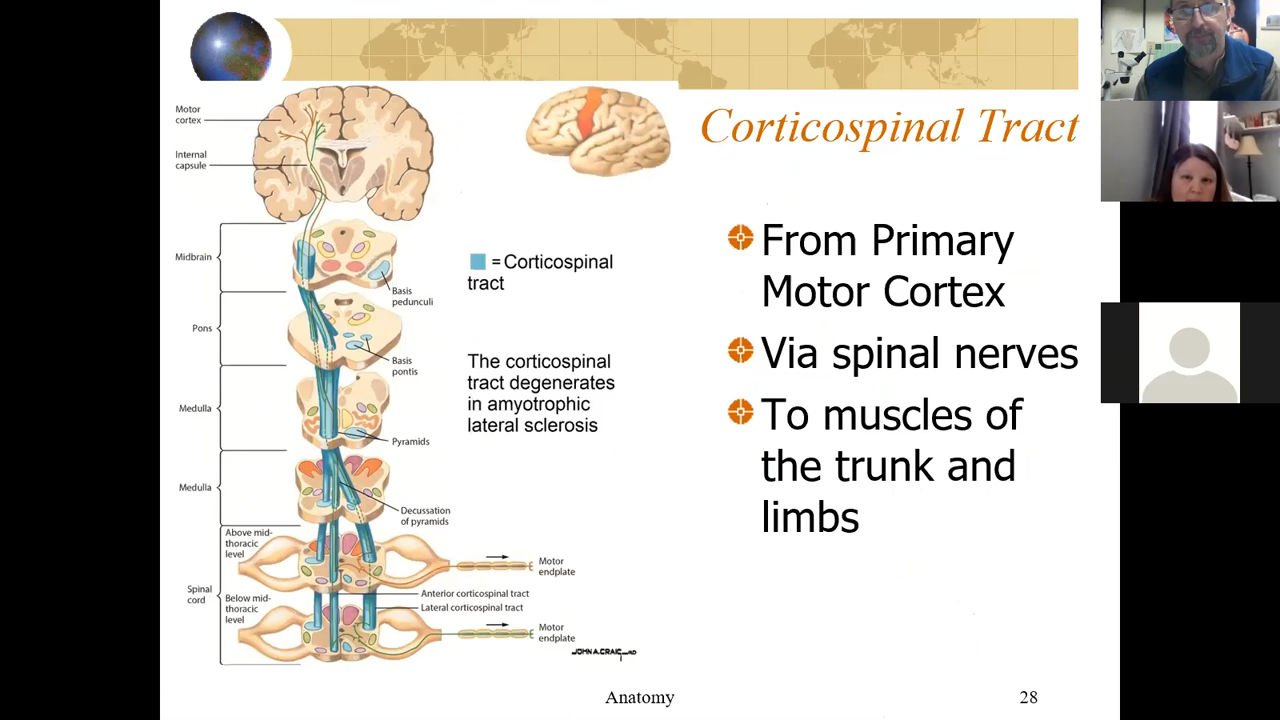 Corticospinal Tract
Motor
cortex
Internal
capsule
Midbrain
Basis
pedunculi
Pons
Basis
pontis
Medulla
Pyramids
Medulla
Decussation
of pyramids
Above mid-
thoracic
level
Motor
endplate
Spinal
cord
Anterior corticospinal tract
Lateral corticospinal tract
Below mid-
thoracic
level
Motor
endplate
JOHN A. CRAIG MD
= Corticospinal
tract
The corticospinal
tract degenerates
in amyotrophic
lateral sclerosis
From Primary
Motor Cortex
Via spinal nerves
To muscles of
the trunk and
limbs
Anatomy
28